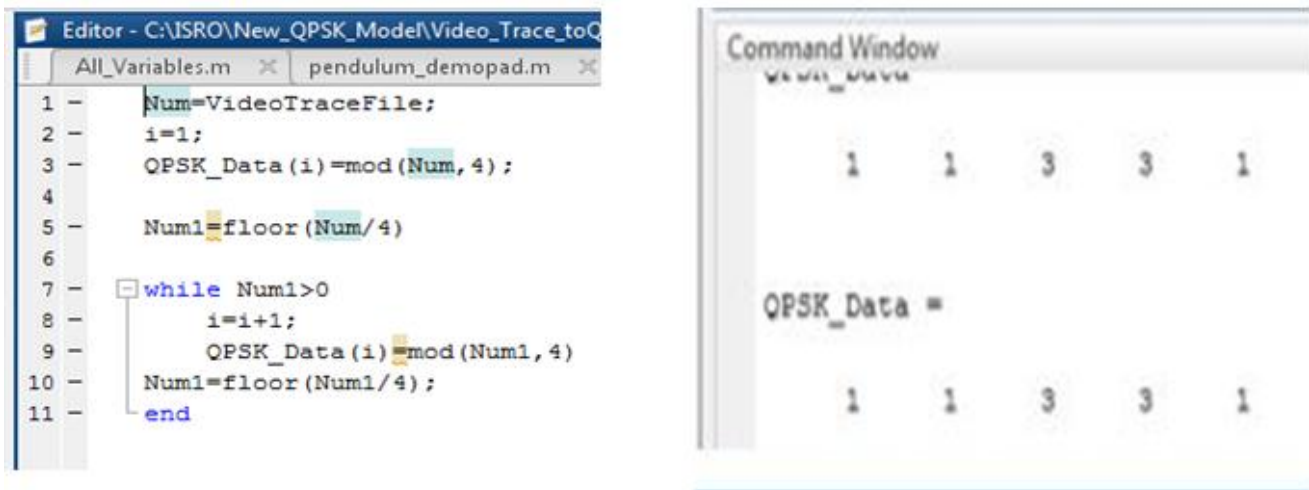 Editor - C:\ISRO\New_QPSK_Model\Video_Trace_toQ
All_Variables.m × pendulum_demopad.m ×
1 - Num=VideoTraceFile;
2 - i=1;
3 - QPSK_Data(i)=mod(Num,4);
4
5 - Num1=floor(Num/4)
6
7 - while Num1>0
8 - i=i+1;
9 - QPSK_Data(i)=mod(Num1,4)
10 - Num1=floor(Num1/4);
11 - end
Command Window
QPSK_Data
1 1 3 3 1
QPSK_Data =
1 1 3 3 1